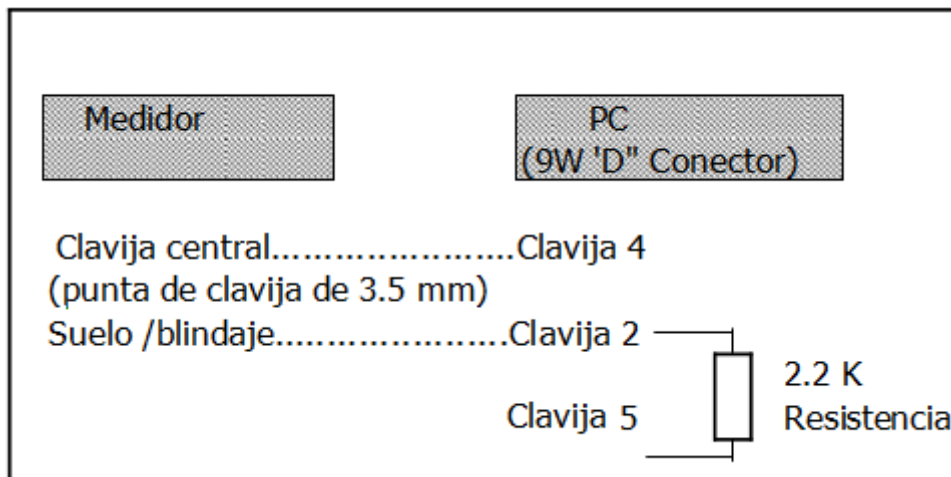 Medidor
PC
(9W 'D" Conector)
Clavija central.......................Clavija 4
(punta de clavija de 3.5 mm)
Suelo /blindaje......................Clavija 2
2.2 K
Clavija 5
Resistencia